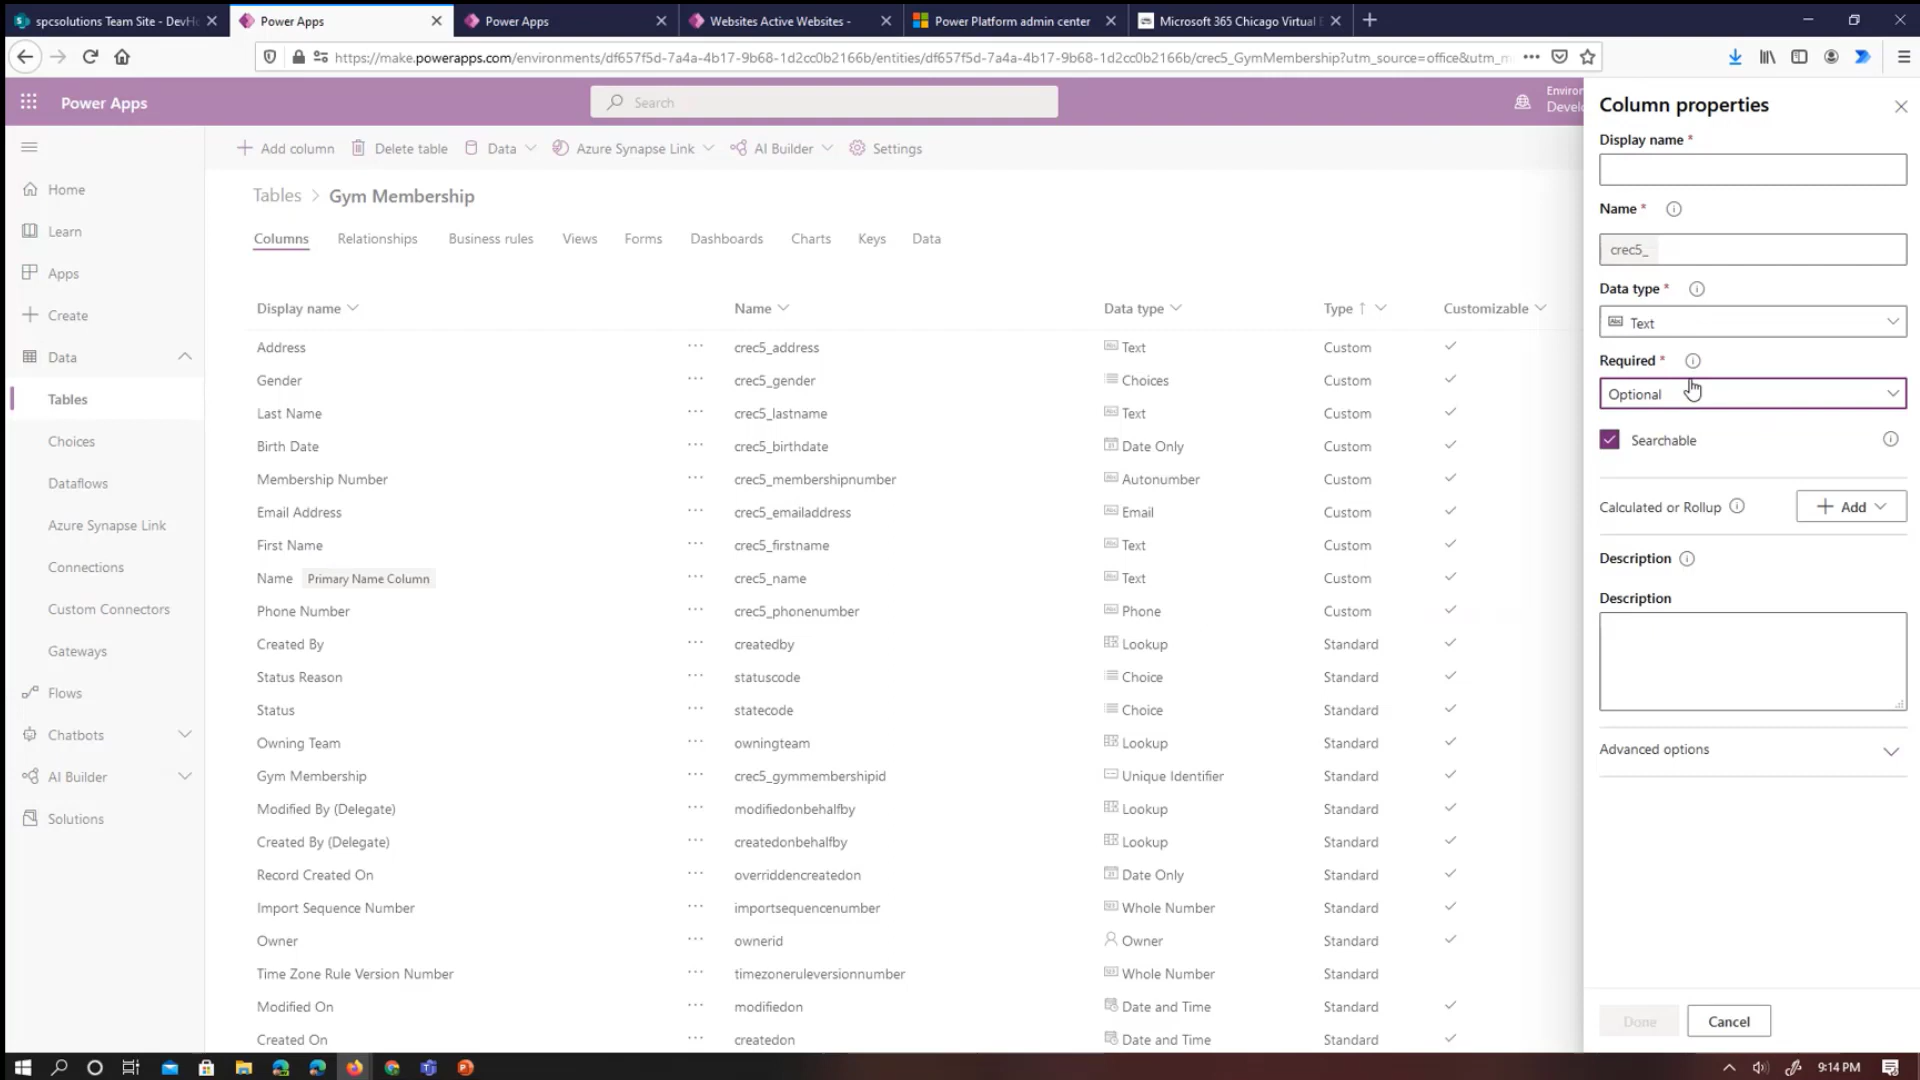 spcsolutions Team Site - DevHo
Power Apps
Power Apps
Websites Active Websites -
Power Platform admin center
Microsoft 365 Chicago Virtual E
https://make.powerapps.com/environments/df657f5d-7a4a-4b17-9b68-1d2cc0b2166b/entities/df657f5d-7a4a-4b17-9b68-1d2cc0b2166b/crec5_GymMembership?utm_source=office&utm_m
Power Apps
Search
Environ
Develo
Add column
Delete table
Data
Azure Synapse Link
AI Builder
Settings
Home
Learn
Apps
Create
Data
Tables
Choices
Dataflows
Azure Synapse Link
Connections
Custom Connectors
Gateways
Flows
Chatbots
AI Builder
Solutions
Tables > Gym Membership
Columns Relationships Business rules Views Forms Dashboards Charts Keys Data
Display name Name Data type Type ↑ Customizable
Address ··· crec5_address Text Custom
Gender ··· crec5_gender Choices Custom
Last Name ··· crec5_lastname Text Custom
Birth Date ··· crec5_birthdate Date Only Custom
Membership Number ··· crec5_membershipnumber Autonumber Custom
Email Address ··· crec5_emailaddress Email Custom
First Name ··· crec5_firstname Text Custom
Name Primary Name Column ··· crec5_name Text Custom
Phone Number ··· crec5_phonenumber Phone Custom
Created By ··· createdby Lookup Standard
Status Reason ··· statuscode Choice Standard
Status ··· statecode Choice Standard
Owning Team ··· owningteam Lookup Standard
Gym Membership ··· crec5_gymmembershipid Unique Identifier Standard
Modified By (Delegate) ··· modifiedonbehalfby Lookup Standard
Created By (Delegate) ··· createdonbehalfby Lookup Standard
Record Created On ··· overriddencreatedon Date Only Standard
Import Sequence Number ··· importsequencenumber Whole Number Standard
Owner ··· ownerid Owner Standard
Time Zone Rule Version Number ··· timezoneruleversionnumber Whole Number Standard
Modified On ··· modifiedon Date and Time Standard
Created On ··· createdon Date and Time Standard
Column properties
Display name *
Name *
crec5_
Data type *
Abc Text
Required *
Optional
Searchable
Calculated or Rollup
Add
Description
Description
Advanced options
Done
Cancel
9:14 PM